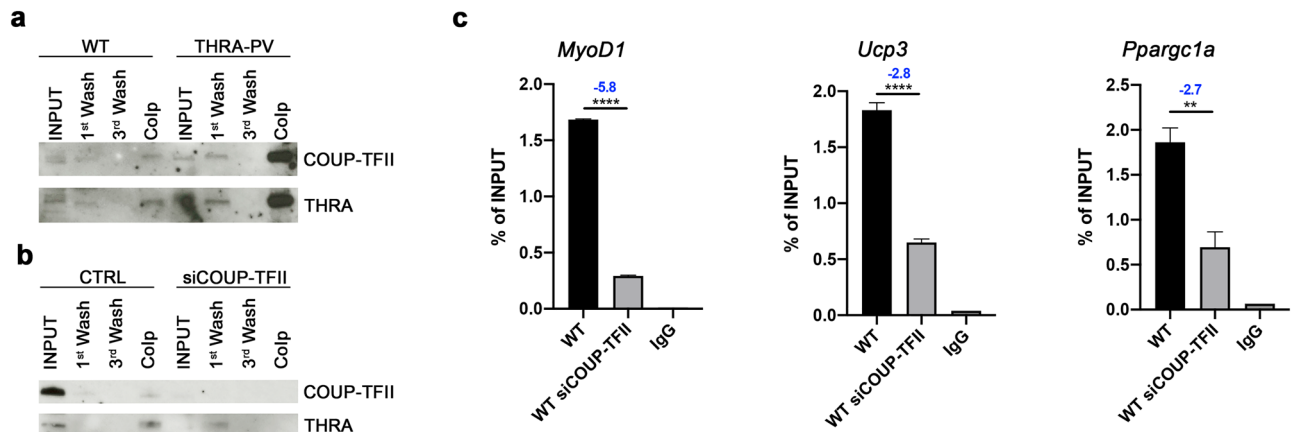 a
WT THRA-PV
INPUT 1st Wash 3rd Wash CoIp INPUT 1st Wash 3rd Wash CoIp
COUP-TFII
THRA
b
CTRL siCOUP-TFII
INPUT 1st Wash 3rd Wash CoIp INPUT 1st Wash 3rd Wash CoIp
COUP-TFII
THRA
c
MyoD1
-5.8
****
% of INPUT
2.0
1.5
1.0
0.5
0.0
WT
WT siCOUP-TFII
IgG
Ucp3
-2.8
****
% of INPUT
2.0
1.5
1.0
0.5
0.0
WT
WT siCOUP-TFII
IgG
Ppargc1a
-2.7
**
% of INPUT
2.5
2.0
1.5
1.0
0.5
0.0
WT
WT siCOUP-TFII
IgG